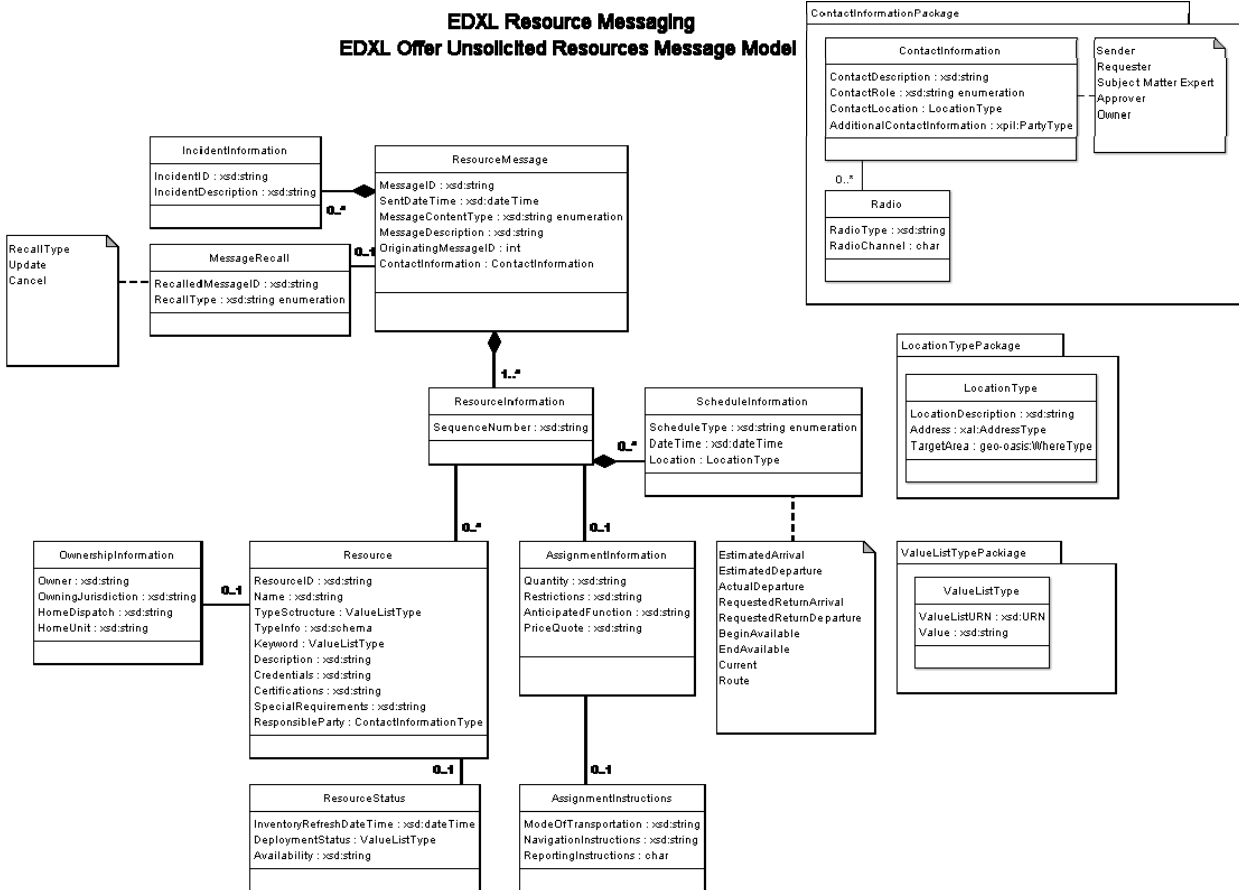 EDXL Resource Messaging
EDXL Offer Unsolicited Resources Message Model
ContactInformationPackage
ContactInformation
ContactDescription : xsd:string
ContactRole : xsd:string enumeration
ContactLocation : LocationType
AdditionalContactInformation : xpil:PartyType
Sender
Requester
Subject Matter Expert
Approver
Owner
0..*
Radio
RadioType : xsd:string
RadioChannel : char
IncidentInformation
IncidentID : xsd:string
IncidentDescription : xsd:string
0..*
ResourceMessage
MessageID : xsd:string
SentDateTime : xsd:dateTime
MessageContentType : xsd:string enumeration
MessageDescription : xsd:string
OriginatingMessageID : int
ContactInformation : ContactInformation
RecallType
Update
Cancel
MessageRecall
RecalledMessageID : xsd:string
RecallType : xsd:string enumeration
0..1
1..*
ResourceInformation
SequenceNumber : xsd:string
0..*
ScheduleInformation
ScheduleType : xsd:string enumeration
DateTime : xsd:dateTime
Location : LocationType
LocationTypePackage
LocationType
LocationDescription : xsd:string
Address : xal:AddressType
TargetArea : geo-oasis:WhereType
0..*
0..1
OwnershipInformation
Owner : xsd:string
OwningJurisdiction : xsd:string
HomeDispatch : xsd:string
HomeUnit : xsd:string
0..1
Resource
ResourceID : xsd:string
Name : xsd:string
TypeSctructure : ValueListType
TypeInfo : xsd:schema
Keyword : ValueListType
Description : xsd:string
Credentials : xsd:string
Certifications : xsd:string
SpecialRequirements : xsd:string
ResponsibleParty : ContactInformationType
AssignmentInformation
Quantity : xsd:string
Restrictions : xsd:string
AnticipatedFunction : xsd:string
PriceQuote : xsd:string
EstimatedArrival
EstimatedDeparture
ActualDeparture
RequestedReturnArrival
RequestedReturnDeparture
BeginAvailable
EndAvailable
Current
Route
ValueListTypePackiage
ValueListType
ValueListURN : xsd:URN
Value : xsd:string
0..1
0..1
ResourceStatus
InventoryRefreshDateTime : xsd:dateTime
DeploymentStatus : ValueListType
Availability : xsd:string
AssignmentInstructions
ModeOfTransportation : xsd:string
NavigationInstructions : xsd:string
ReportingInstructions : char